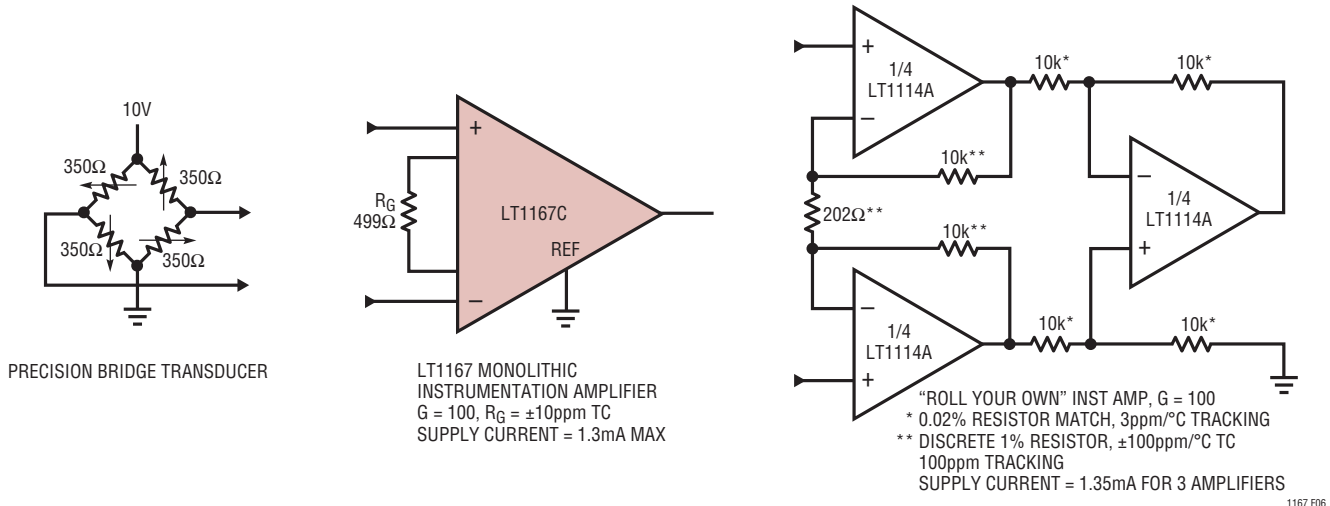 10V
350Ω
350Ω
350Ω
350Ω
PRECISION BRIDGE TRANSDUCER
+
RG
499Ω
LT1167C
REF
−
LT1167 MONOLITHIC
INSTRUMENTATION AMPLIFIER
G = 100, RG = ±10ppm TC
SUPPLY CURRENT = 1.3mA MAX
+
1/4
LT1114A
−
10k*
10k*
10k**
202Ω**
10k**
−
1/4
LT1114A
+
−
1/4
LT1114A
+
10k*
10k*
"ROLL YOUR OWN" INST AMP, G = 100
* 0.02% RESISTOR MATCH, 3ppm/°C TRACKING
** DISCRETE 1% RESISTOR, ±100ppm/°C TC
100ppm TRACKING
SUPPLY CURRENT = 1.35mA FOR 3 AMPLIFIERS
1167 F06